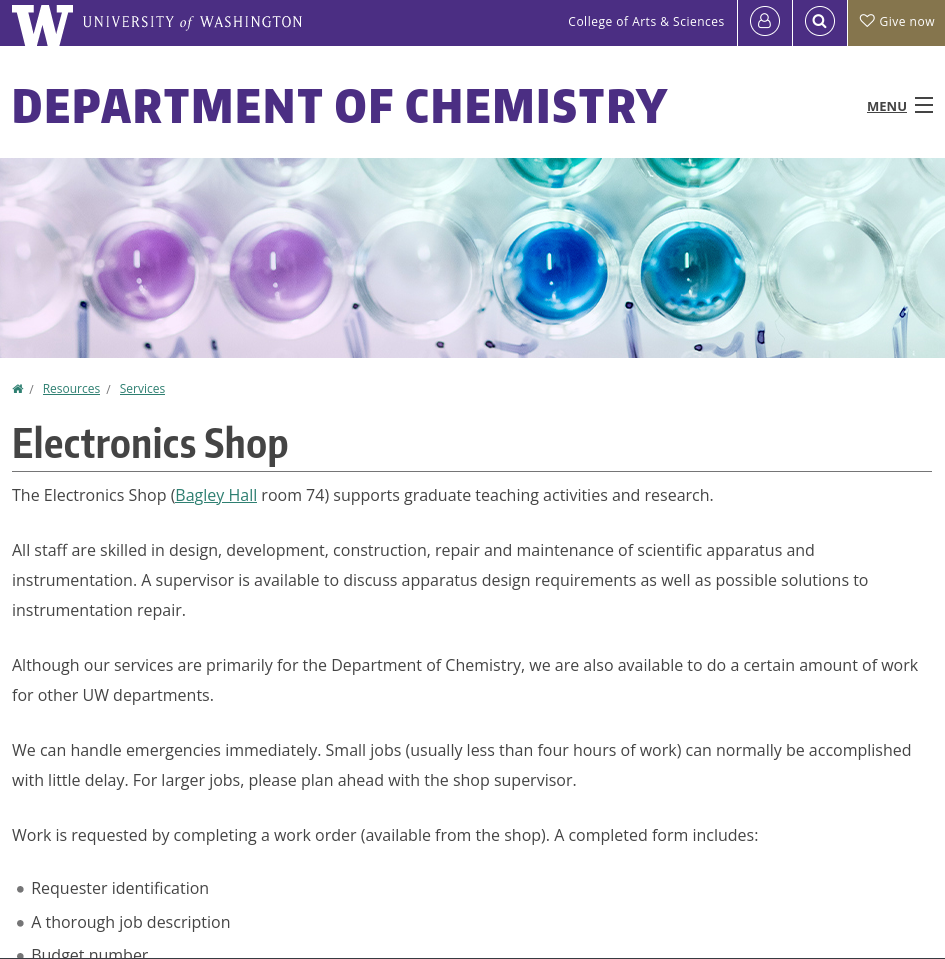 W UNIVERSITY of WASHINGTON
College of Arts & Sciences
Give now
DEPARTMENT OF CHEMISTRY
MENU
/ Resources / Services
Electronics Shop
The Electronics Shop (Bagley Hall room 74) supports graduate teaching activities and research.
All staff are skilled in design, development, construction, repair and maintenance of scientific apparatus and
instrumentation. A supervisor is available to discuss apparatus design requirements as well as possible solutions to
instrumentation repair.
Although our services are primarily for the Department of Chemistry, we are also available to do a certain amount of work
for other UW departments.
We can handle emergencies immediately. Small jobs (usually less than four hours of work) can normally be accomplished
with little delay. For larger jobs, please plan ahead with the shop supervisor.
Work is requested by completing a work order (available from the shop). A completed form includes:
• Requester identification
• A thorough job description
• Budget number